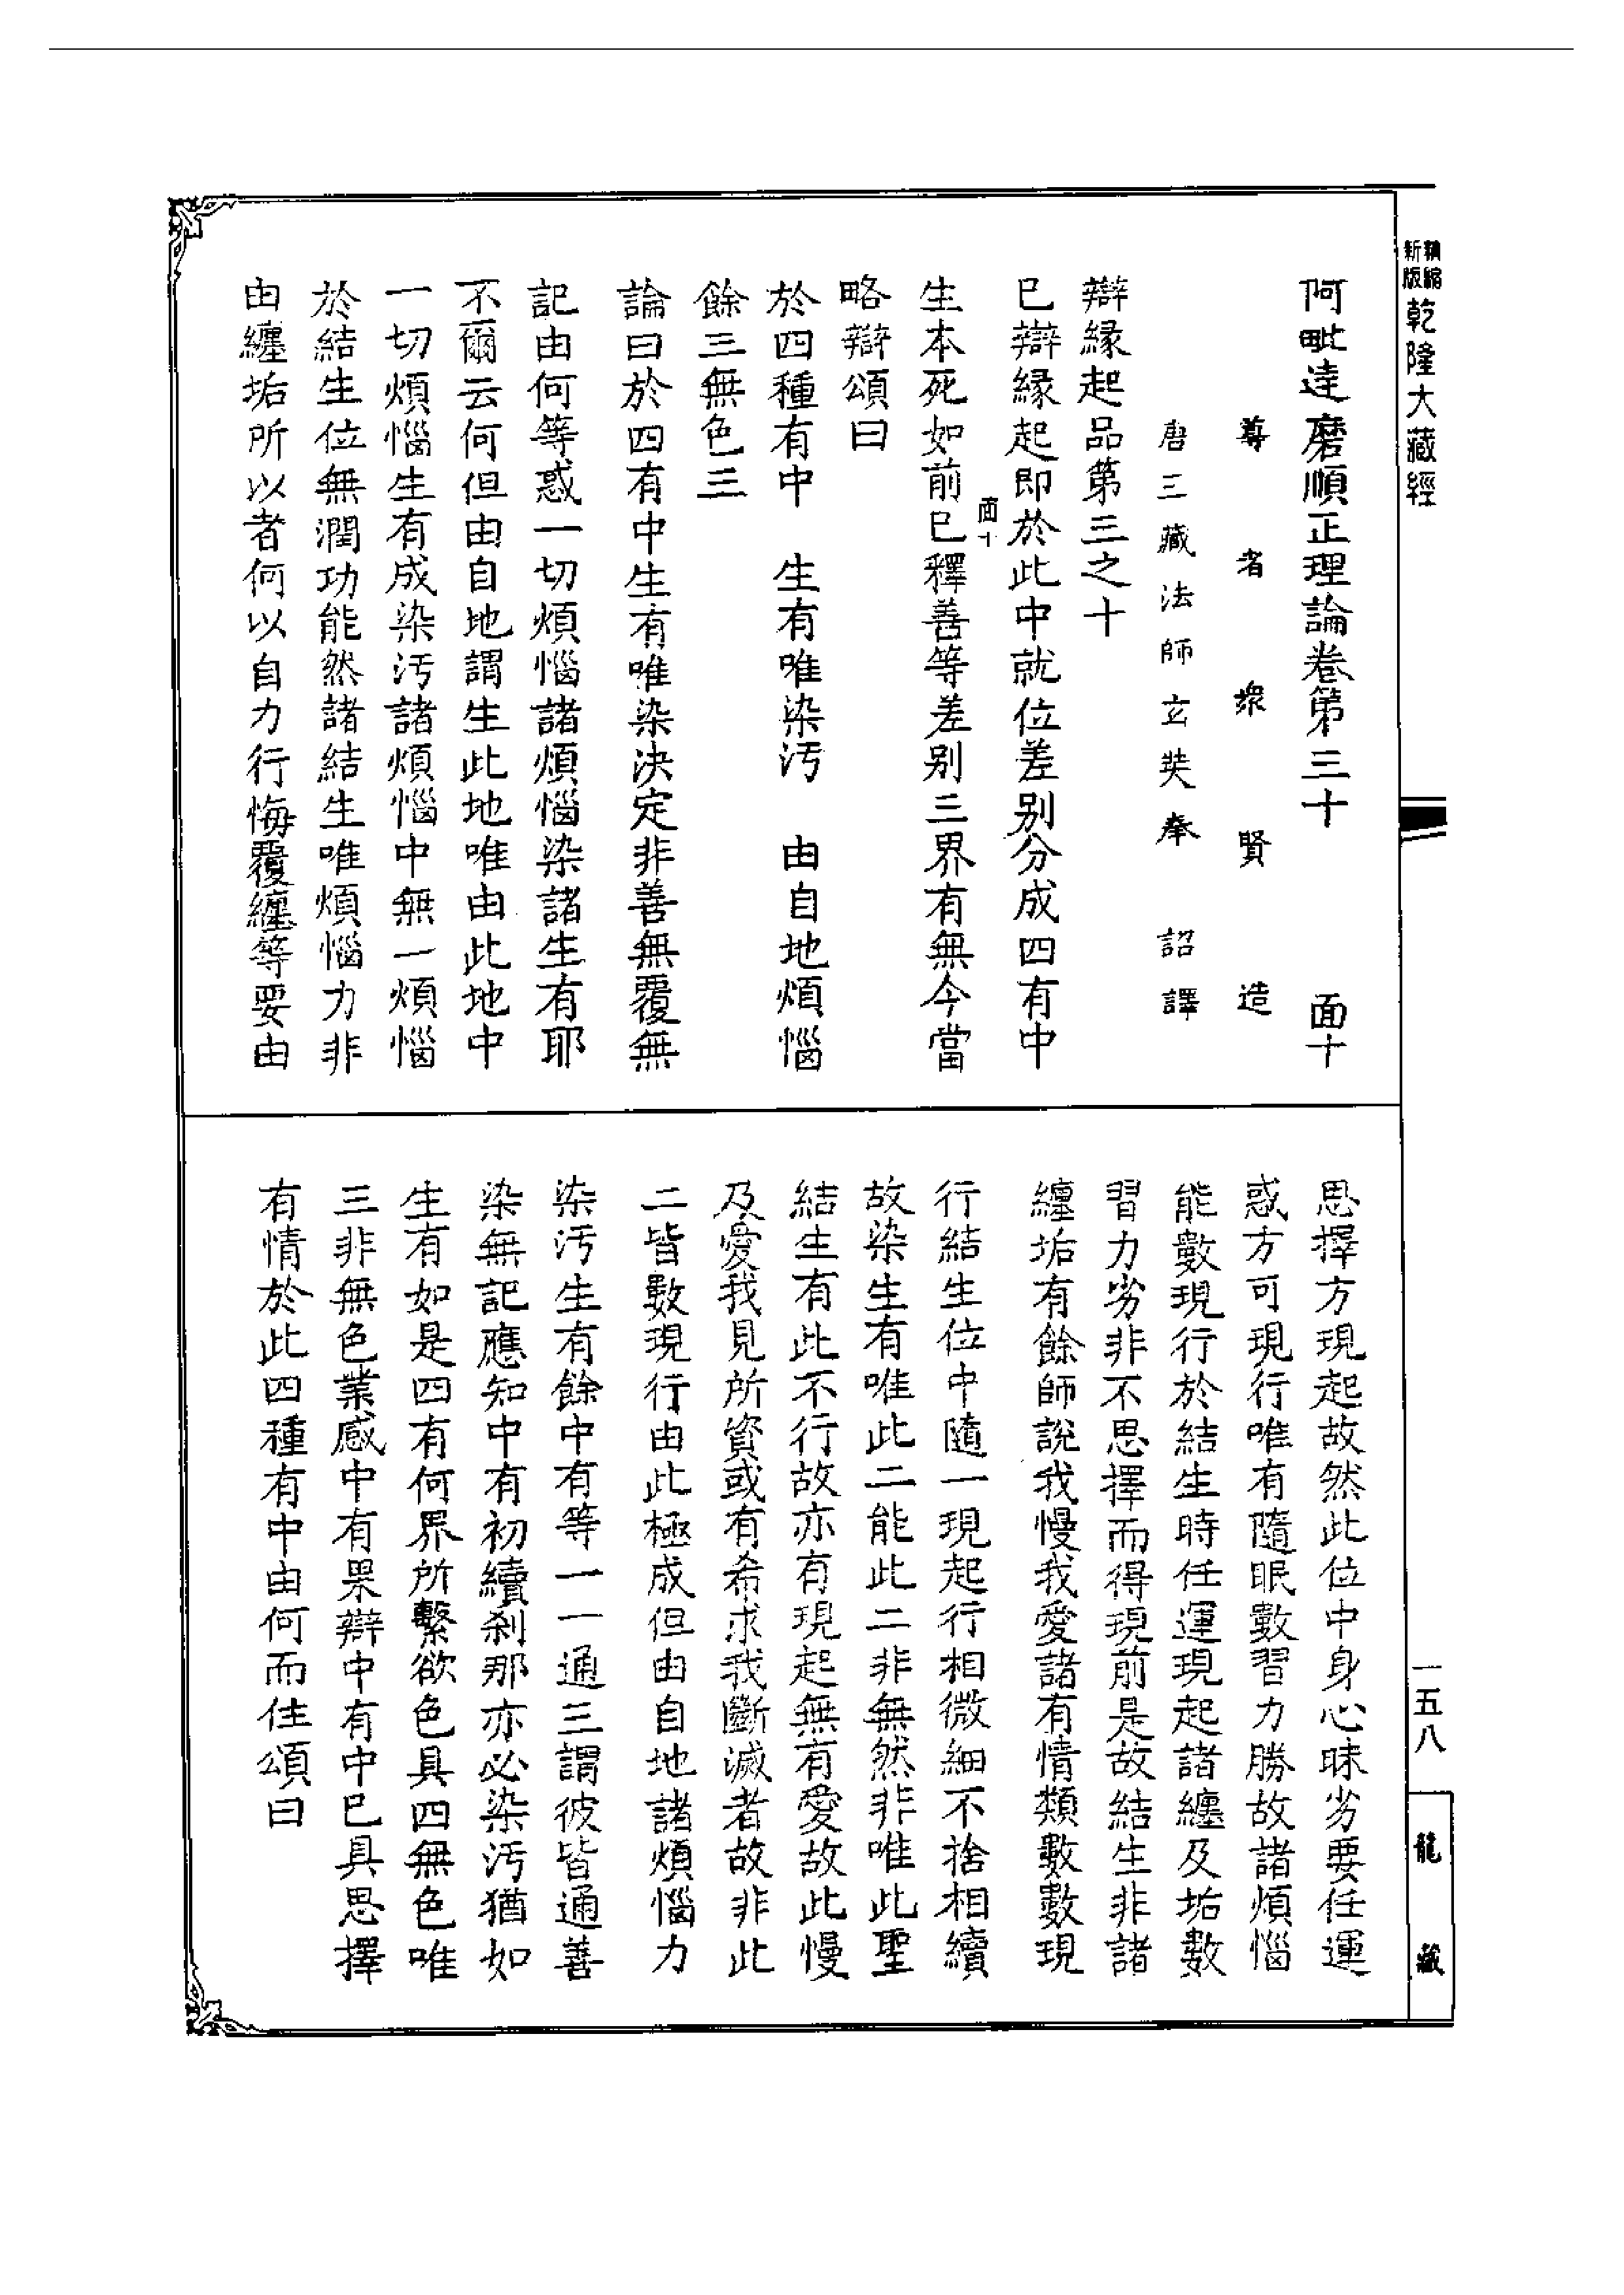 精縮新版乾隆大藏經
阿毗達磨順正理論卷第三十 面十
尊者衆賢造
唐三藏法師玄奘奉詔譯
辯緣起品第三之十
已辯緣起即於此中就位差別分成四有中
面十
生本死如前已釋善等差別三界有無今當
略辯頌曰
於四種有中 生有唯染汚 由自地煩惱
餘三無色三
論曰於四有中生有唯染決定非善無覆無
記由何等惑一切煩惱諸煩惱染諸生有耶
不爾云何但由自地謂生此地唯由此地中
一切煩惱生有成染汚諸煩惱中無一煩惱
於結生位無潤功能然諸結生唯煩惱力非
由纏垢所以者何以自力行悔覆纏等要由
思擇方現起故然此位中身心昧劣要任運
惑方可現行唯有隨眠數習力勝故諸煩惱
能數現行於結生時任運現起諸纏及垢數
習力劣非不思擇而得現前是故結生非諸
纏垢有餘師說我慢我愛諸有情類數數現
行結生位中隨一現起行相微細不捨相續
故染生有唯此二能此二非無然非唯此聖
結生有此不行故亦有現起無有愛故此慢
及愛我見所資或有希求我斷滅者故非此
二皆數現行由此極成但由自地諸煩惱力
染汚生有餘中有等一一通三謂彼皆通善
染無記應知中有初續剎那亦必染汚猶如
生有如是四有何界所繫欲色具四無色唯
三非無色業感中有果辯中有中已具思擇
有情於此四種有中由何而住頌曰
一五八
龍藏